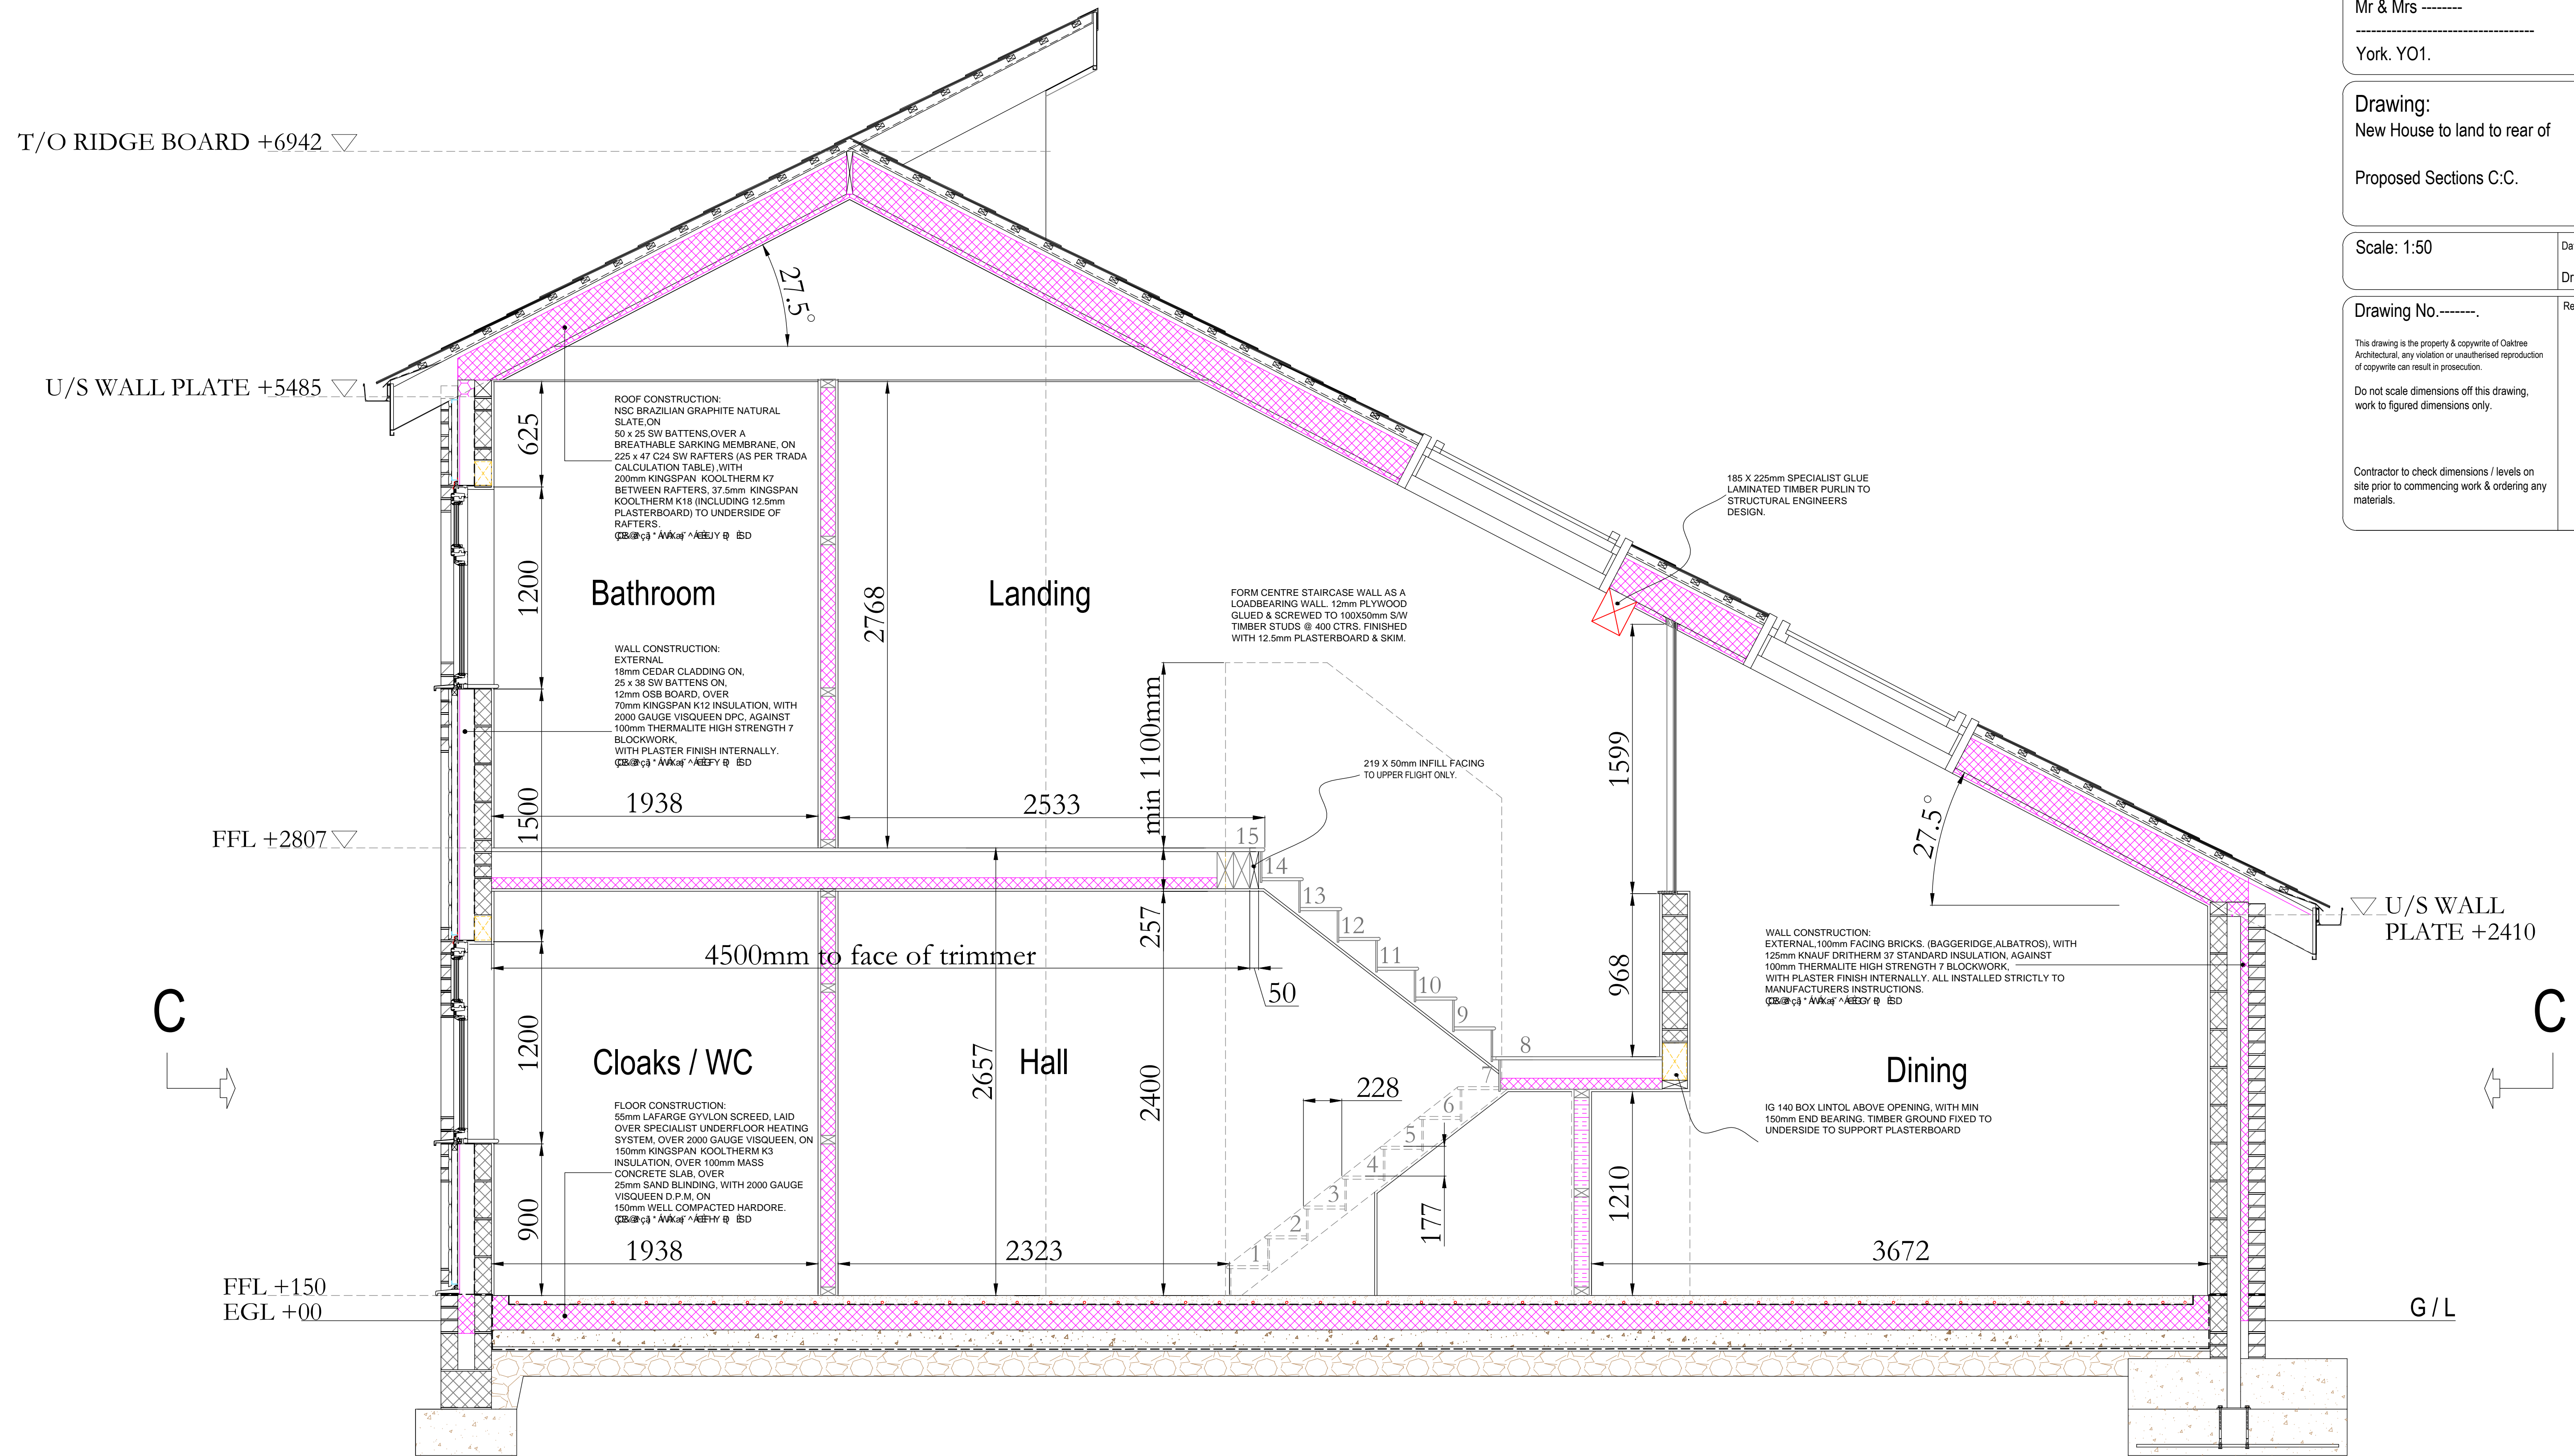 Mr & Mrs --------
-----------------------------------
York. YO1.
Drawing:
New House to land to rear of
Proposed Sections C:C.
Scale: 1:50
Drawing No.-------.
This drawing is the property & copywrite of Oaktree
Architectural, any violation or unautherised reproduction
of copywrite can result in prosecution.
Do not scale dimensions off this drawing,
work to figured dimensions only.
Contractor to check dimensions / levels on
site prior to commencing work & ordering any
materials.
T/O RIDGE BOARD +6942
27.5°
U/S WALL PLATE +5485
625
ROOF CONSTRUCTION:
NSC BRAZILIAN GRAPHITE NATURAL
SLATE,ON
50 x 25 SW BATTENS,OVER A
BREATHABLE SARKING MEMBRANE, ON
225 x 47 C24 SW RAFTERS (AS PER TRADA
CALCULATION TABLE) ,WITH
200mm KINGSPAN KOOLTHERM K7
BETWEEN RAFTERS, 37.5mm KINGSPAN
KOOLTHERM K18 (INCLUDING 12.5mm
PLASTERBOARD) TO UNDERSIDE OF
RAFTERS.
185 X 225mm SPECIALIST GLUE
LAMINATED TIMBER PURLIN TO
STRUCTURAL ENGINEERS
DESIGN.
1200
Bathroom
2768
Landing
FORM CENTRE STAIRCASE WALL AS A
LOADBEARING WALL. 12mm PLYWOOD
GLUED & SCREWED TO 100X50mm S/W
TIMBER STUDS @ 400 CTRS. FINISHED
WITH 12.5mm PLASTERBOARD & SKIM.
WALL CONSTRUCTION:
EXTERNAL
18mm CEDAR CLADDING ON,
25 x 38 SW BATTENS ON,
12mm OSB BOARD, OVER
70mm KINGSPAN K12 INSULATION, WITH
2000 GAUGE VISQUEEN DPC, AGAINST
100mm THERMALITE HIGH STRENGTH 7
BLOCKWORK,
WITH PLASTER FINISH INTERNALLY.
min 1100mm
219 X 50mm INFILL FACING
TO UPPER FLIGHT ONLY.
1599
1500
1938
2533
27.5°
FFL +2807
15
14
13
12
11
10
9
8
7
6
5
4
3
2
1
U/S WALL
PLATE +2410
257
4500mm to face of trimmer
50
968
WALL CONSTRUCTION:
EXTERNAL,100mm FACING BRICKS. (BAGGERIDGE,ALBATROS), WITH
125mm KNAUF DRITHERM 37 STANDARD INSULATION, AGAINST
100mm THERMALITE HIGH STRENGTH 7 BLOCKWORK,
WITH PLASTER FINISH INTERNALLY. ALL INSTALLED STRICTLY TO
MANUFACTURERS INSTRUCTIONS.
C
C
1200
Cloaks / WC
2657
Hall
2400
228
Dining
FLOOR CONSTRUCTION:
55mm LAFARGE GYVLON SCREED, LAID
OVER SPECIALIST UNDERFLOOR HEATING
SYSTEM, OVER 2000 GAUGE VISQUEEN, ON
150mm KINGSPAN KOOLTHERM K3
INSULATION, OVER 100mm MASS
CONCRETE SLAB, OVER
25mm SAND BLINDING, WITH 2000 GAUGE
VISQUEEN D.P.M, ON
150mm WELL COMPACTED HARDORE.
IG 140 BOX LINTOL ABOVE OPENING, WITH MIN
150mm END BEARING. TIMBER GROUND FIXED TO
UNDERSIDE TO SUPPORT PLASTERBOARD
900
177
1210
1938
2323
3672
FFL +150
EGL +00
G / L